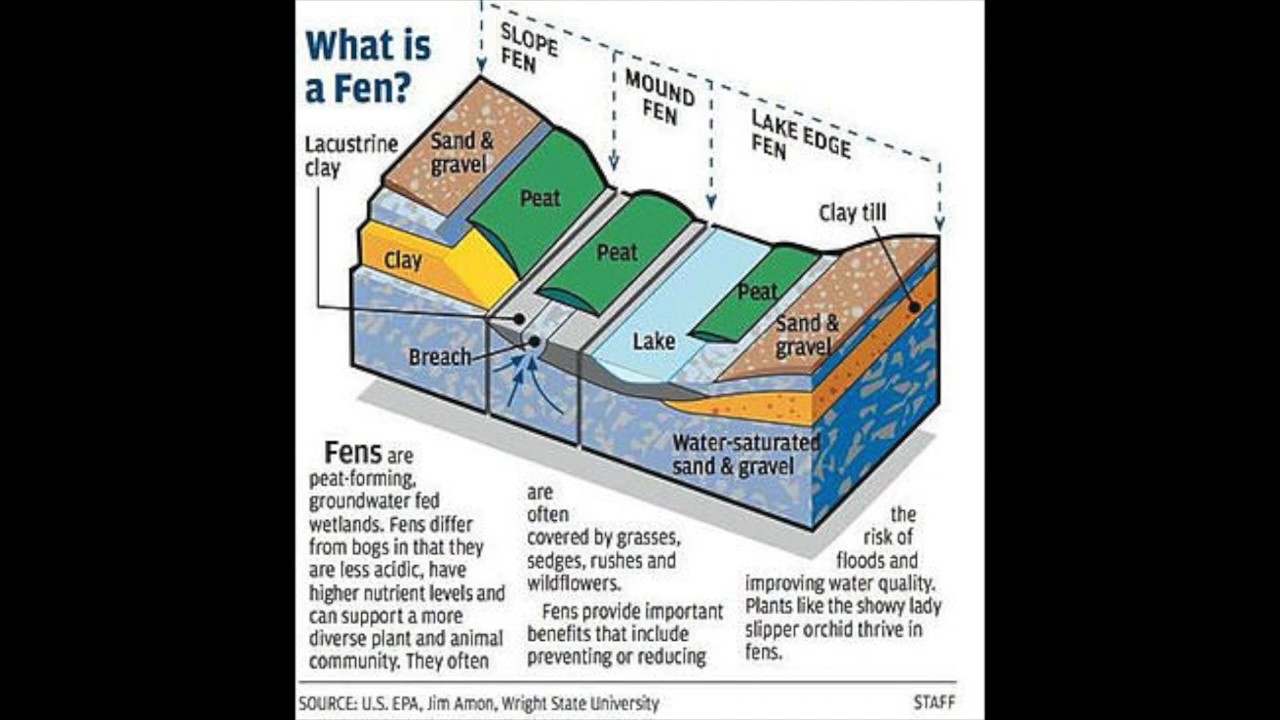 What is
a Fen?
SLOPE
FEN
MOUND
FEN
LAKE EDGE
FEN
Lacustrine
clay
Sand &
gravel
Peat
Clay till
Clay
Peat
Peat
Sand &
gravel
Lake
Breach
Water-saturated
sand & gravel
Fens are
peat-forming,
groundwater fed
wetlands. Fens differ
from bogs in that they
are less acidic, have
higher nutrient levels and
can support a more
diverse plant and animal
community. They often
are
often
covered by grasses,
sedges, rushes and
wildflowers.
Fens provide important
benefits that include
preventing or reducing
the
risk of
floods and
improving water quality.
Plants like the showy lady
slipper orchid thrive in
fens.
SOURCE: U.S. EPA, Jim Amon, Wright State University
STAFF